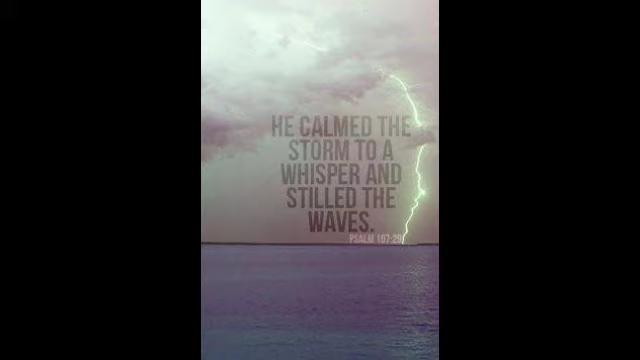 HE CALMED THE
STORM TO A
WHISPER AND
STILLED THE
WAVES.
PSALM 107:29